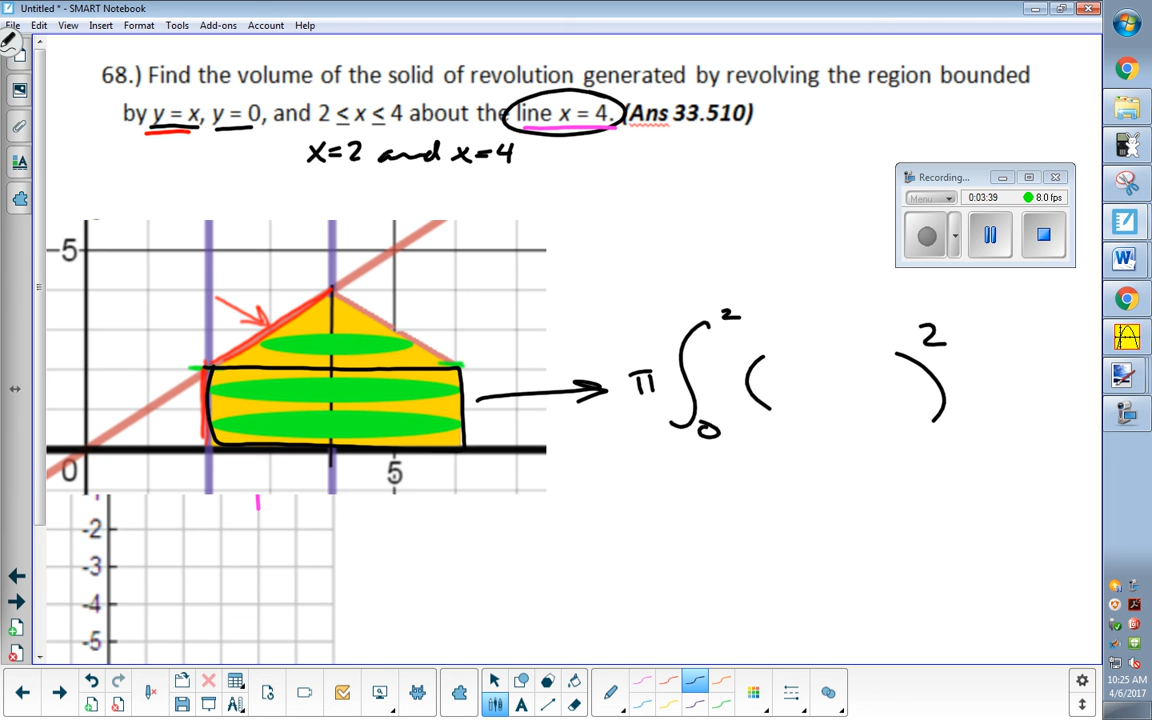 Untitled * - SMART Notebook
File Edit View Insert Format Tools Add-ons Account Help
68.) Find the volume of the solid of revolution generated by revolving the region bounded
by y = x, y = 0, and 2 ≤ x ≤ 4 about the line x = 4. (Ans 33.510)
x=2 and x=4
Recording...
Menu 0:03:39 8.0 fps
5
0 5
-2
-3
-4
-5
π ∫ 2 0 ( ) 2
10:25 AM
4/6/2017